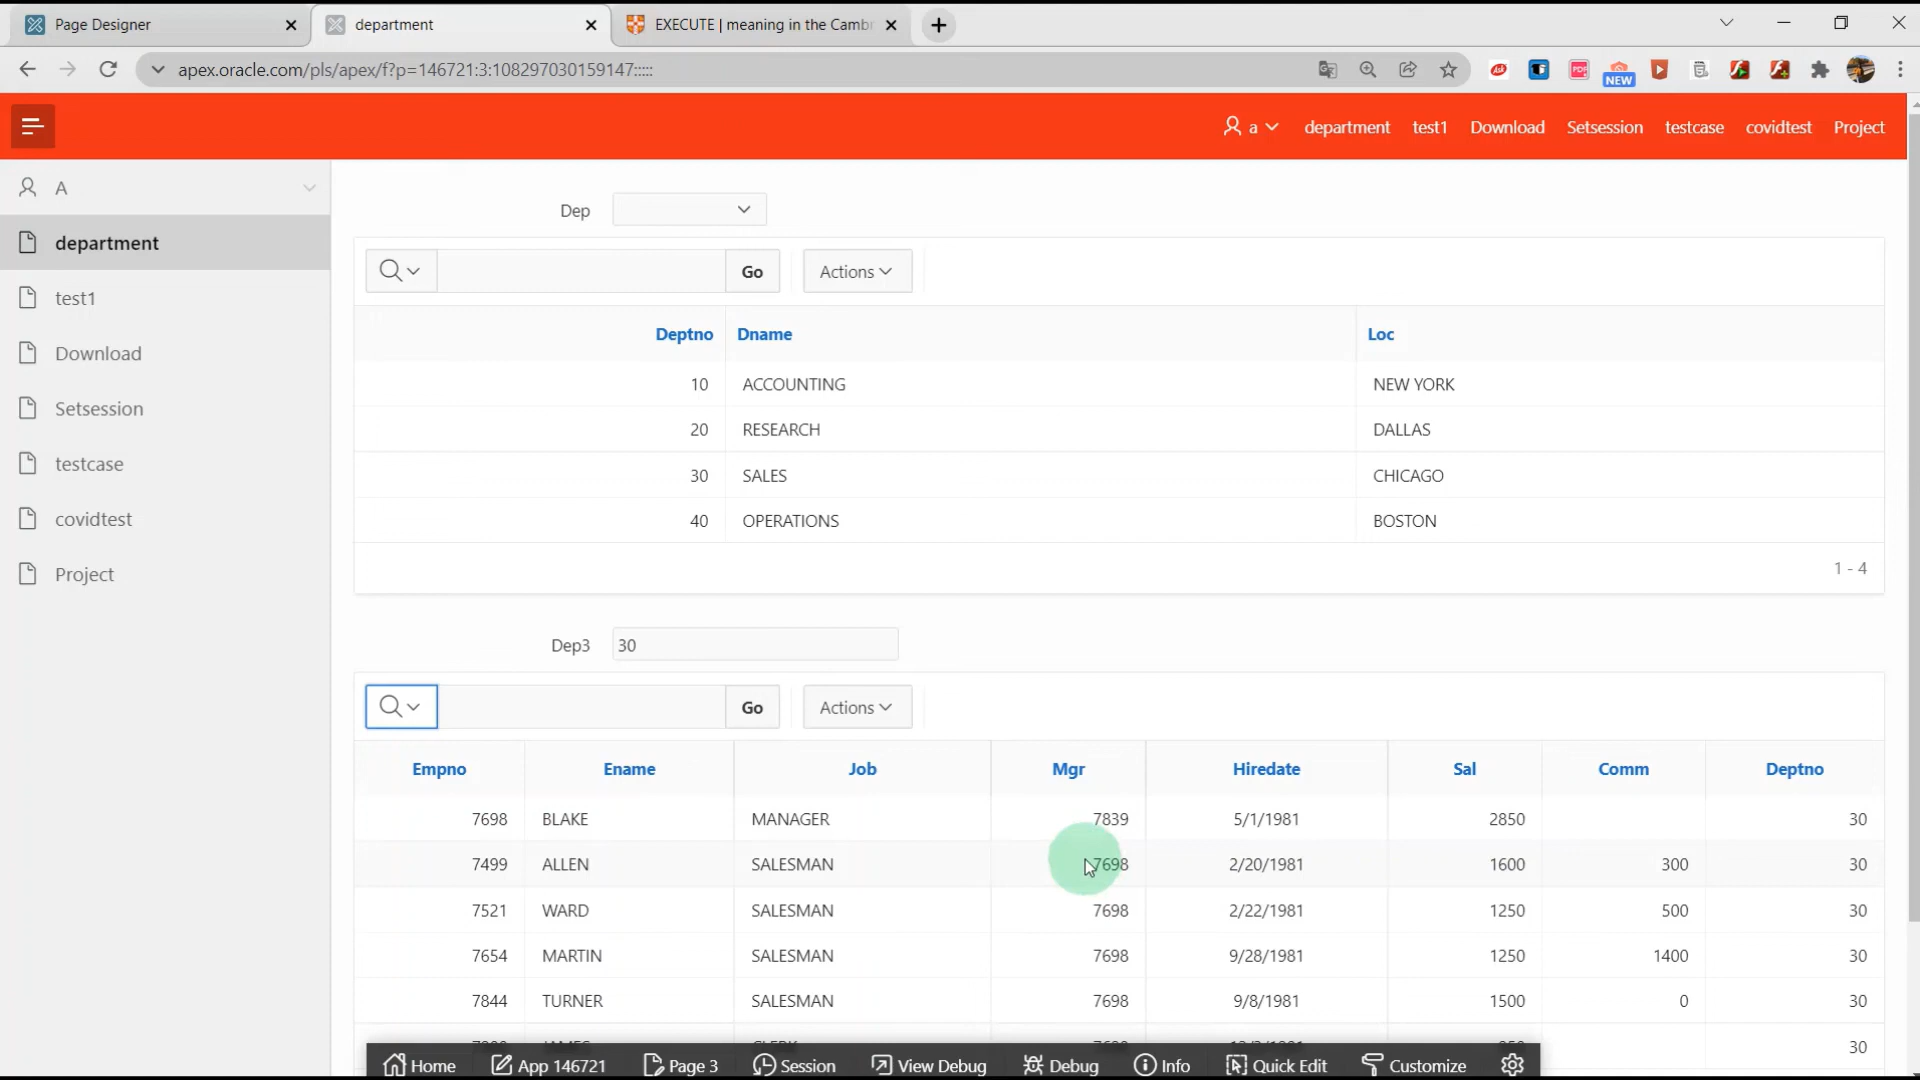 Page Designer
department
EXECUTE | meaning in the Cambr
apex.oracle.com/pls/apex/f?p=146721:3:108297030159147:::::
NEW
a department test1 Download Setsession testcase covidtest Project
A
department
test1
Download
Setsession
testcase
covidtest
Project
Dep
Go Actions
Deptno Dname Loc
10 ACCOUNTING NEW YORK
20 RESEARCH DALLAS
30 SALES CHICAGO
40 OPERATIONS BOSTON
1 - 4
Dep3 30
Go Actions
Empno Ename Job Mgr Hiredate Sal Comm Deptno
7698 BLAKE MANAGER 7839 5/1/1981 2850 30
7499 ALLEN SALESMAN 7698 2/20/1981 1600 300 30
7521 WARD SALESMAN 7698 2/22/1981 1250 500 30
7654 MARTIN SALESMAN 7698 9/28/1981 1250 1400 30
7844 TURNER SALESMAN 7698 9/8/1981 1500 0 30
30
Home App 146721 Page 3 Session View Debug Debug Info Quick Edit Customize